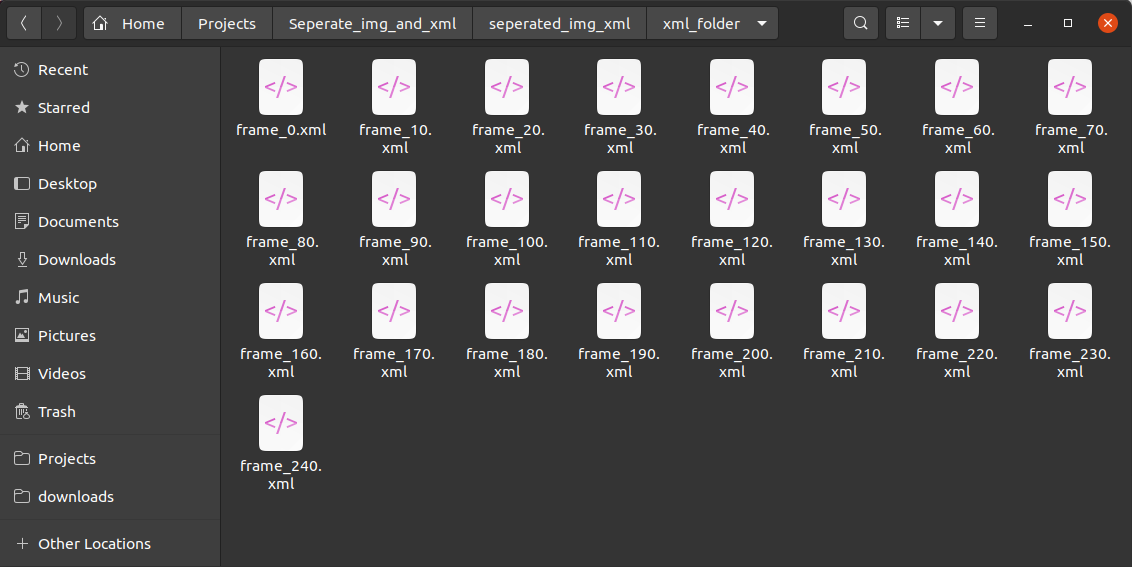 Home Projects Seperate_img_and_xml seperated_img_xml xml_folder
Recent
Starred
Home
Desktop
Documents
Downloads
Music
Pictures
Videos
Trash
Projects
downloads
Other Locations
</> </> </> </> </> </> </> </>
frame_0.xml frame_10. frame_20. frame_30. frame_40. frame_50. frame_60. frame_70.
xml xml xml xml xml xml xml
</> </> </> </> </> </> </> </>
frame_80. frame_90. frame_100. frame_110. frame_120. frame_130. frame_140. frame_150.
xml xml xml xml xml xml xml xml
</> </> </> </> </> </> </> </>
frame_160. frame_170. frame_180. frame_190. frame_200. frame_210. frame_220. frame_230.
xml xml xml xml xml xml xml xml
</>
frame_240.
xml